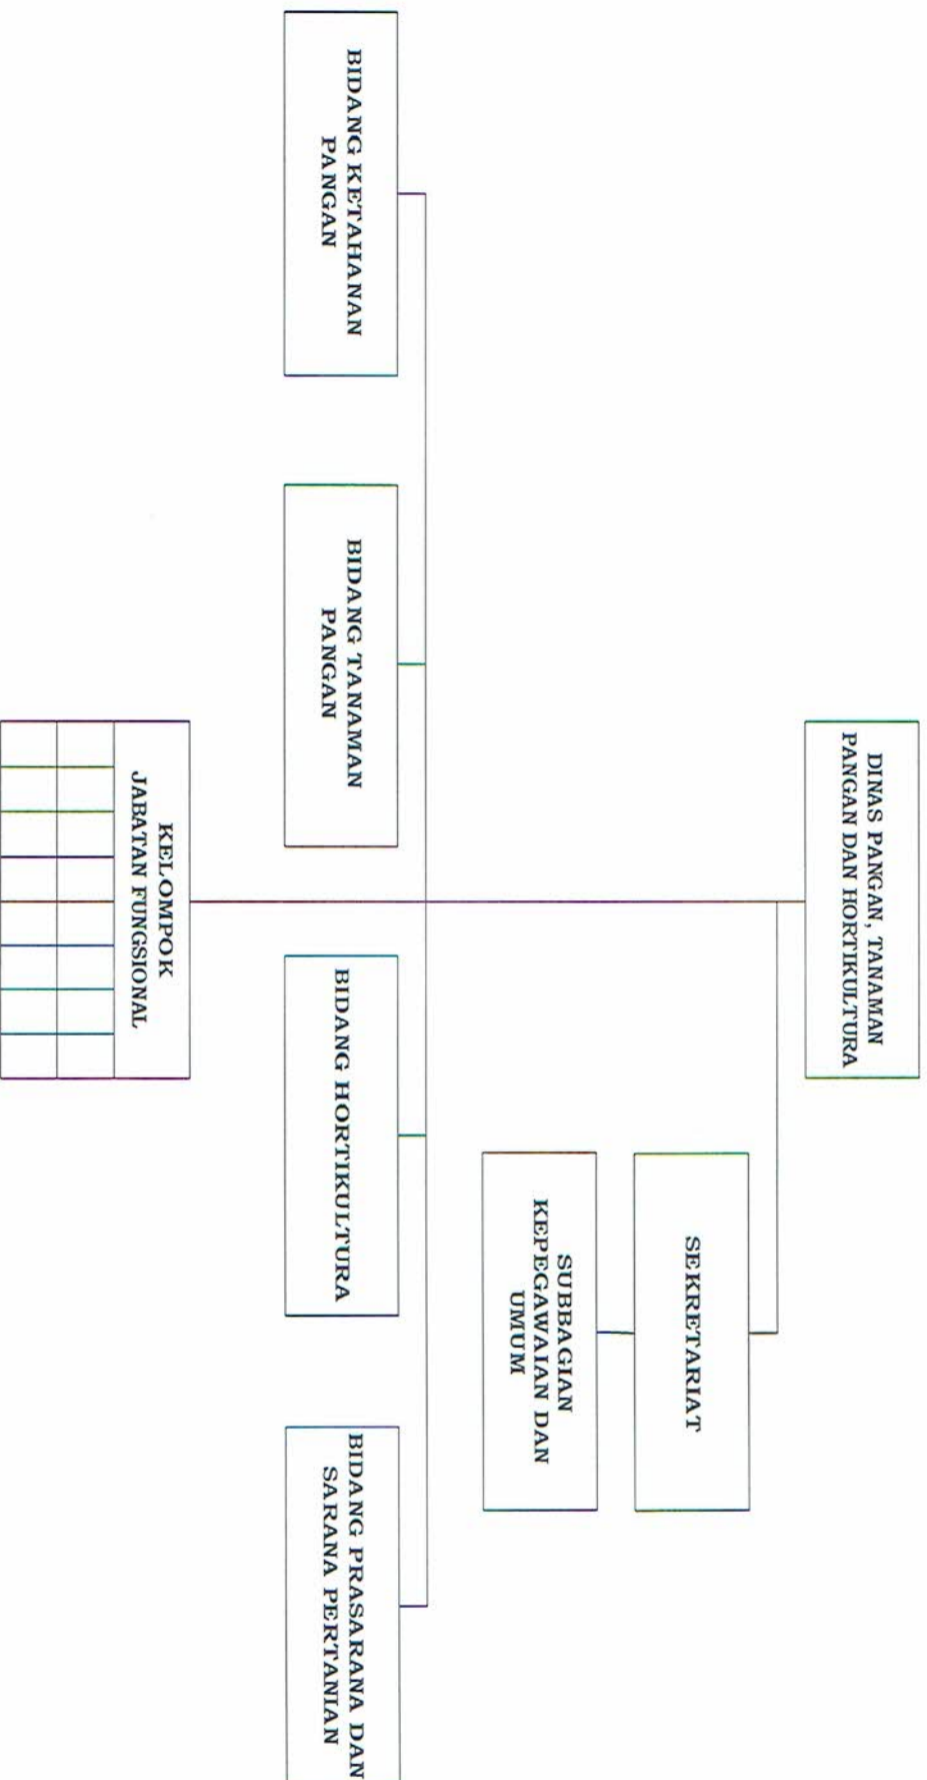 DINAS PANGAN, TANAMAN
PANGAN DAN HORTIKULTURA
SEKRETARIAT
SUBBAGIAN
KEPEGAWAIAN DAN
UMUM
BIDANG KETAHANAN
PANGAN
BIDANG TANAMAN
PANGAN
BIDANG HORTIKULTURA
BIDANG PRASARANA DAN
SARANA PERTANIAN
KELOMPOK
JABATAN FUNGSIONAL